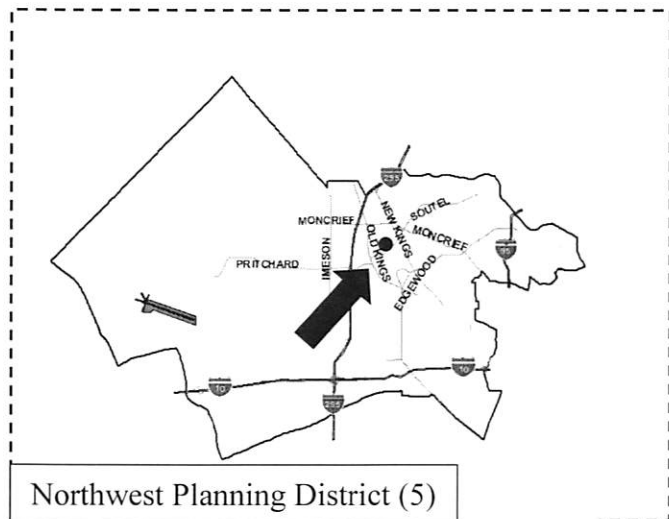 295
SOUTEL
NEW KINGS
MONCRIEF
MONCRIEF
OLD KINGS
95
IMESON
PRITCHARD
EDGEWOOD
10
10
295
Northwest Planning District (5)